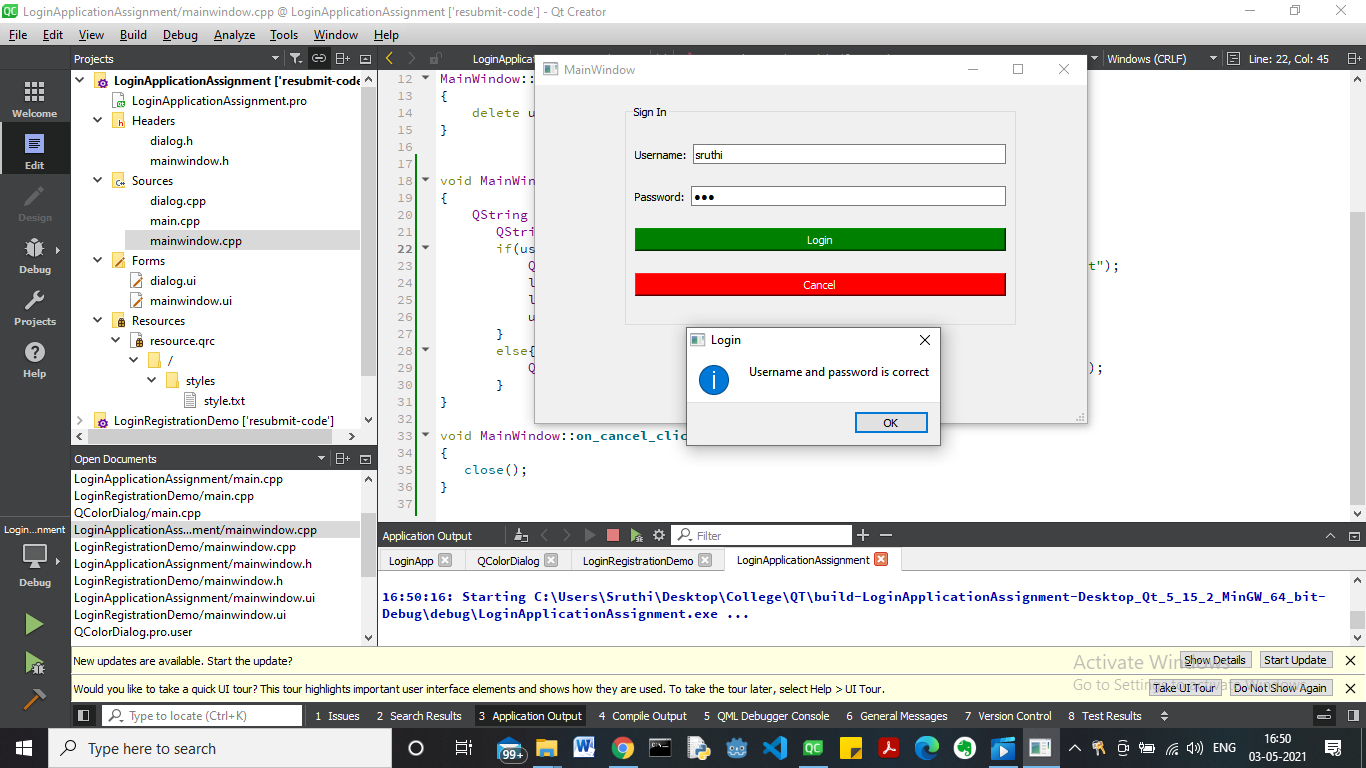 LoginApplicationAssignment/mainwindow.cpp @ LoginApplicationAssignment ['resubmit-code'] - Qt Creator
File Edit View Build Debug Analyze Tools Window Help
Projects
Welcome
Edit
Design
Debug
Projects
Help
Login...nment
Debug
LoginApplicationAssignment ['resubmit-code
LoginApplicationAssignment.pro
Headers
dialog.h
mainwindow.h
Sources
dialog.cpp
main.cpp
mainwindow.cpp
Forms
dialog.ui
mainwindow.ui
Resources
resource.qrc
/
styles
style.txt
LoginRegistrationDemo ['resubmit-code']
Open Documents
LoginApplicationAssignment/main.cpp
LoginRegistrationDemo/main.cpp
QColorDialog/main.cpp
LoginApplicationAss...ment/mainwindow.cpp
LoginRegistrationDemo/mainwindow.cpp
LoginApplicationAssignment/mainwindow.h
LoginRegistrationDemo/mainwindow.h
LoginApplicationAssignment/mainwindow.ui
LoginRegistrationDemo/mainwindow.ui
QColorDialog.pro.user
LoginApplica
Windows (CRLF)
Line: 22, Col: 45
12 MainWindow::
13 {
14 delete u
15 }
16
17
18 void MainWin
19 {
20 QString
21 QStri
22 if(us
23 Q t");
24 l
25 l
26 u
27 }
28 else{
29 Q );
30 }
31 }
32
33 void MainWindow::on_cancel_clic
34 {
35 close();
36 }
37
MainWindow
Sign In
Username: sruthi
Password: ●●●
Login
Cancel
Login
Username and password is correct
OK
Application Output
Filter
LoginApp QColorDialog LoginRegistrationDemo LoginApplicationAssignment
16:50:16: Starting C:\Users\Sruthi\Desktop\College\QT\build-LoginApplicationAssignment-Desktop_Qt_5_15_2_MinGW_64_bit-
Debug\debug\LoginApplicationAssignment.exe ...
New updates are available. Start the update?
Show Details Start Update
Would you like to take a quick UI tour? This tour highlights important user interface elements and shows how they are used. To take the tour later, select Help > UI Tour.
Take UI Tour Do Not Show Again
Activate Windows
Go to Settings to activate Windows.
Type to locate (Ctrl+K)
1 Issues 2 Search Results 3 Application Output 4 Compile Output 5 QML Debugger Console 6 General Messages 7 Version Control 8 Test Results
Type here to search
99+
ENG
16:50
03-05-2021